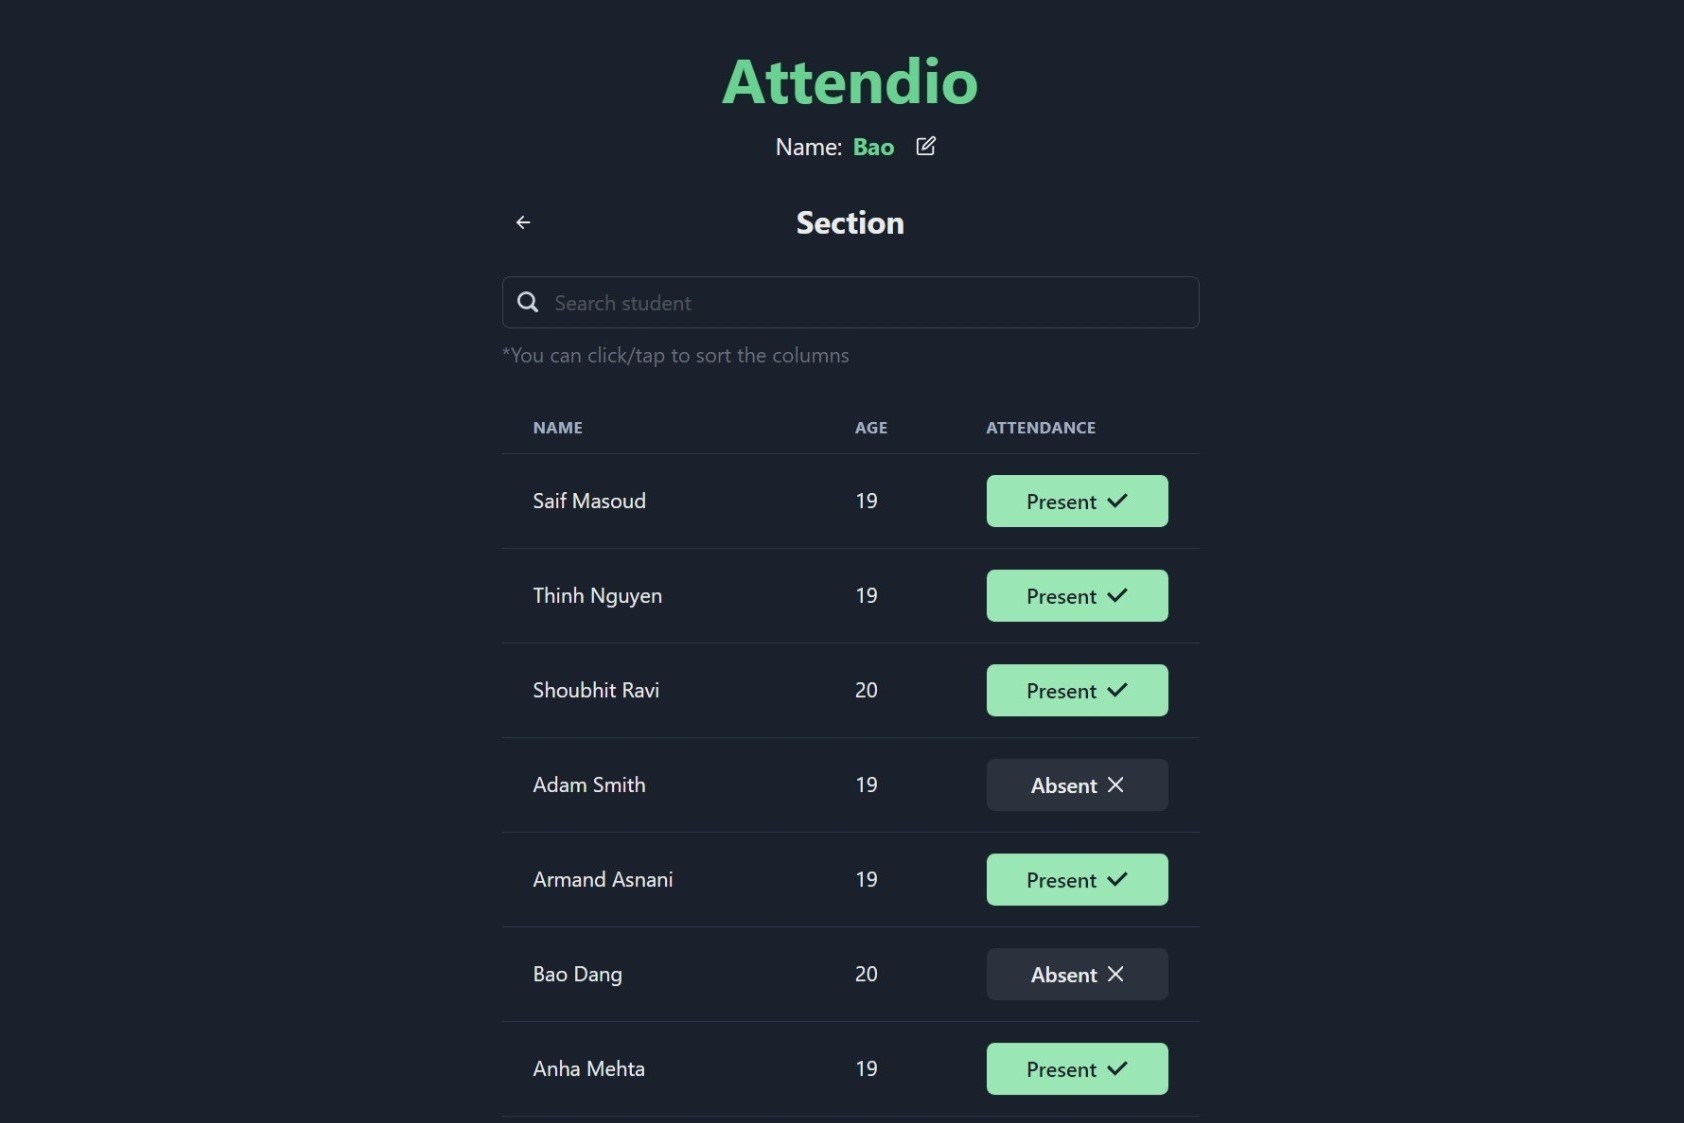 Attendio
Name: Bao
Section
Search student
*You can click/tap to sort the columns
NAME AGE ATTENDANCE
Saif Masoud 19 Present
Thinh Nguyen 19 Present
Shoubhit Ravi 20 Present
Adam Smith 19 Absent
Armand Asnani 19 Present
Bao Dang 20 Absent
Anha Mehta 19 Present